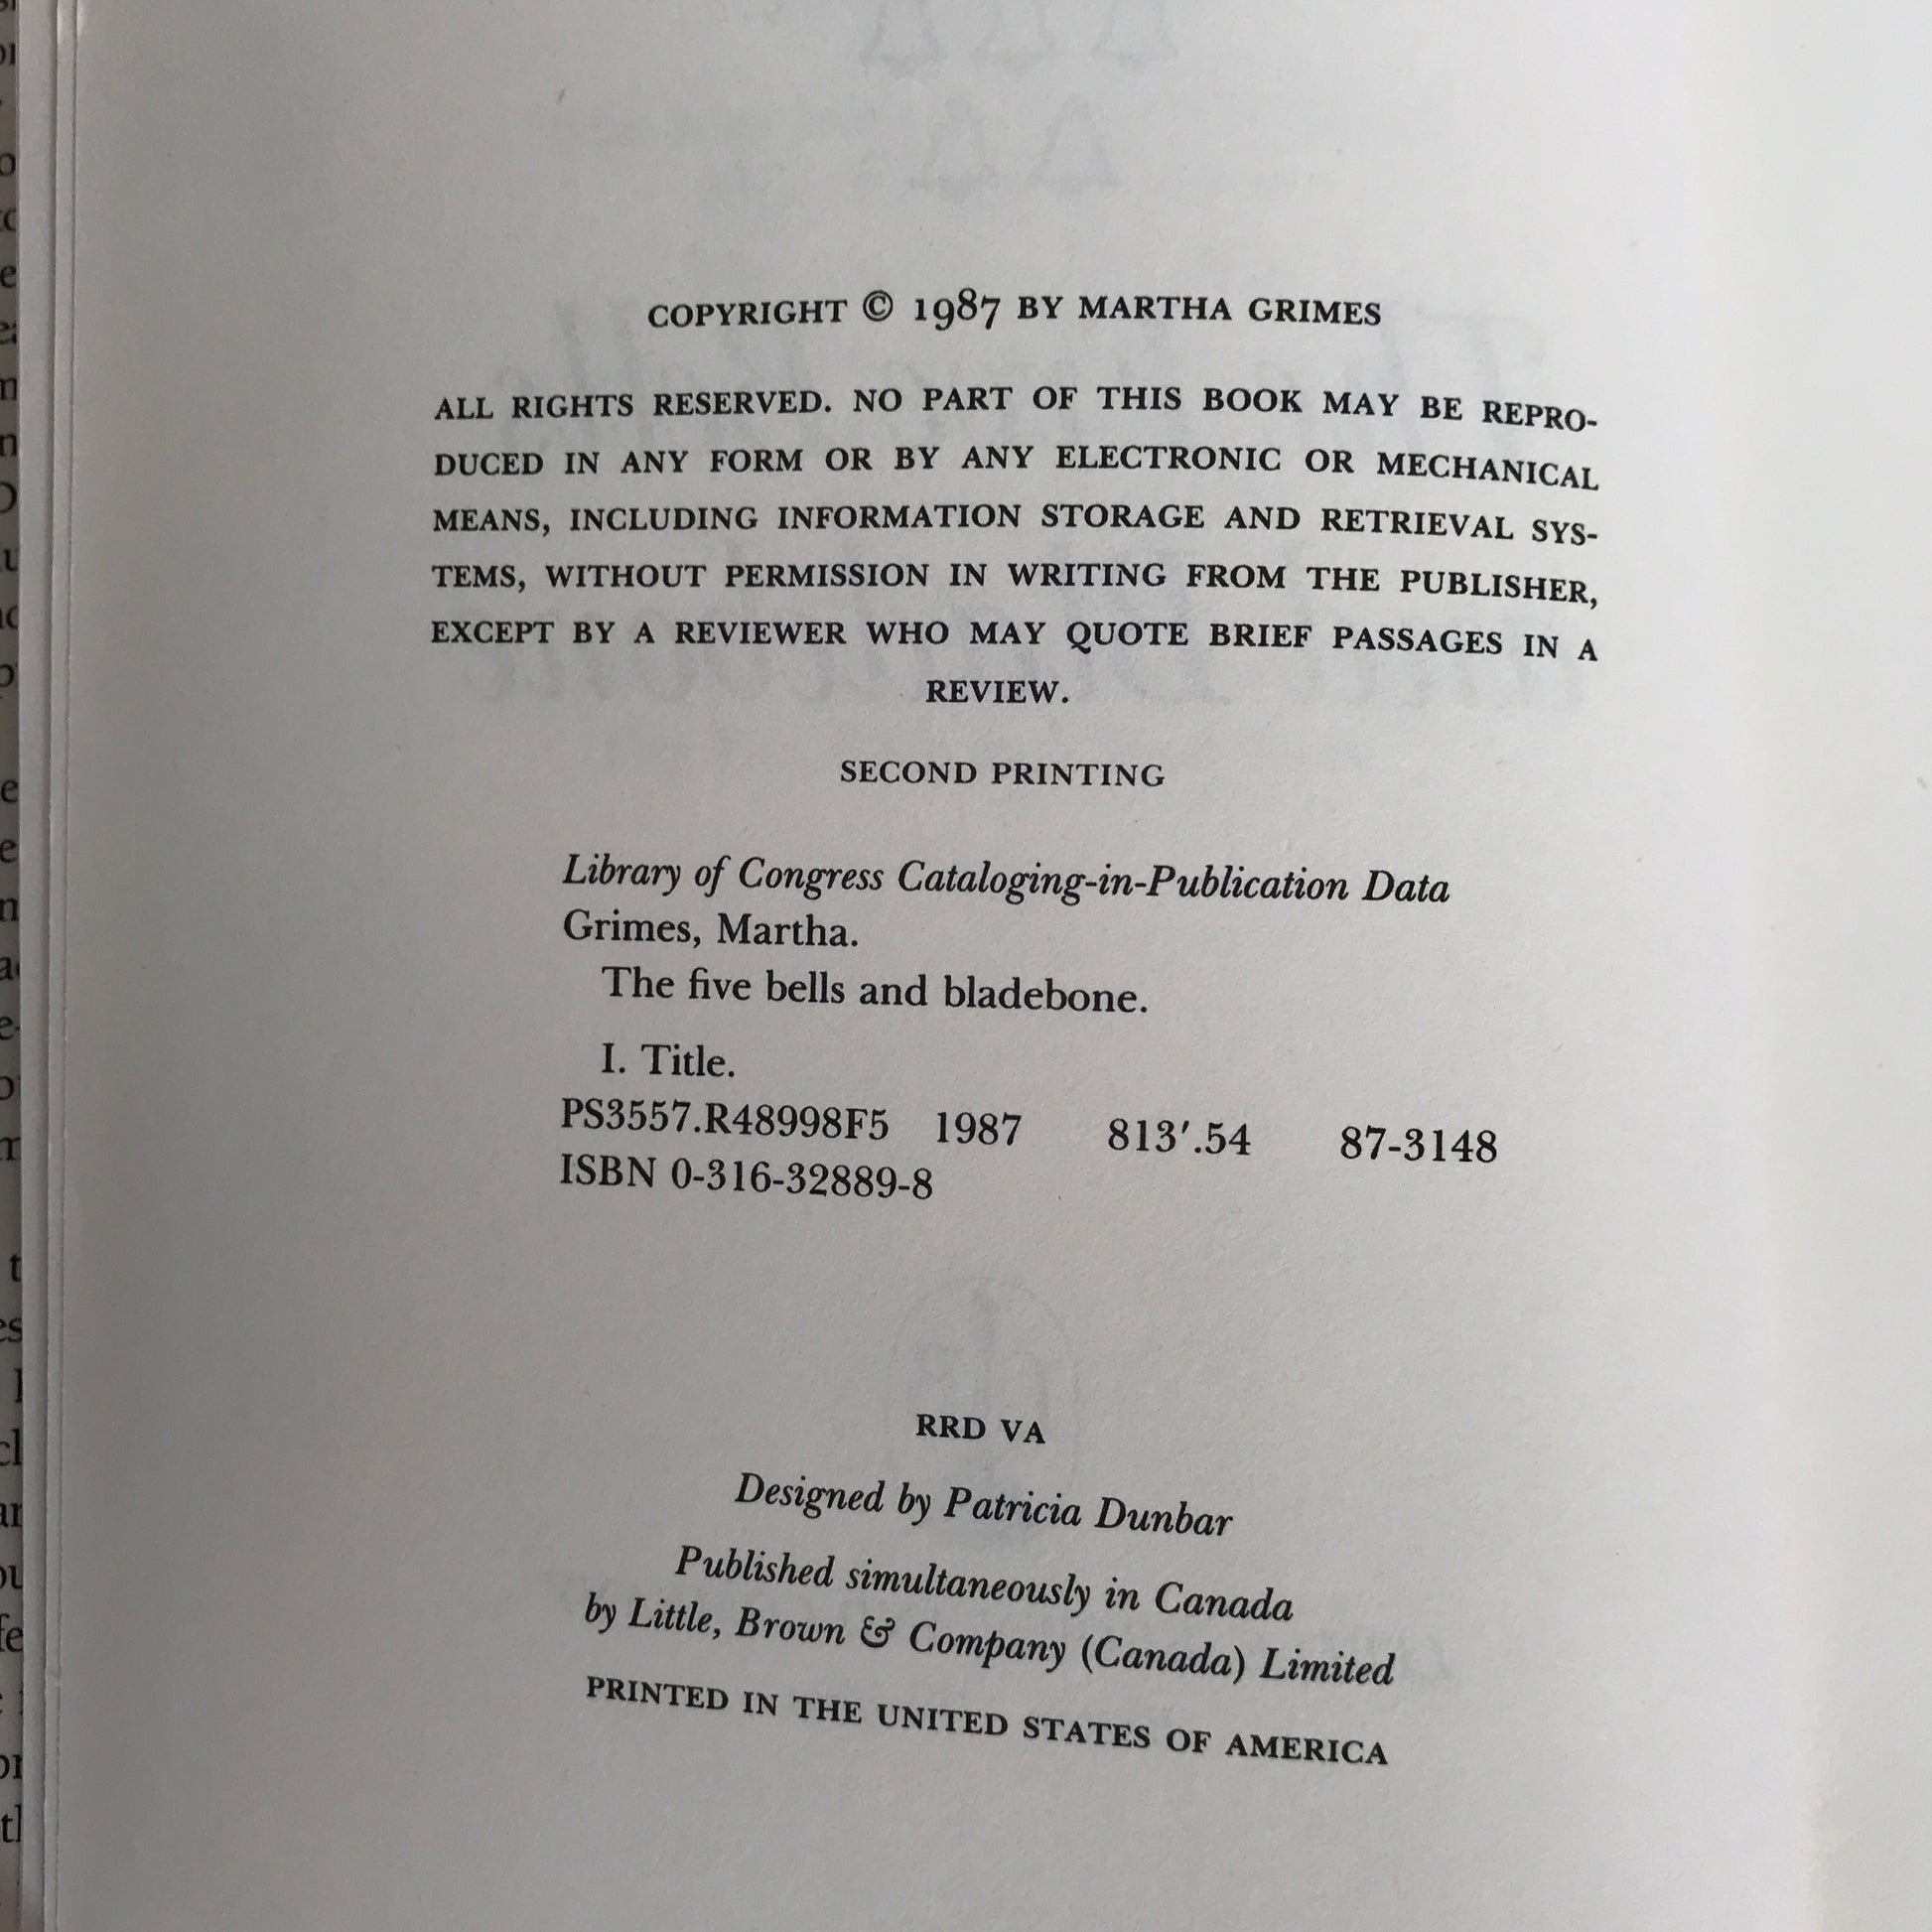 COPYRIGHT © 1987 BY MARTHA GRIMES
ALL RIGHTS RESERVED. NO PART OF THIS BOOK MAY BE REPRO-
DUCED IN ANY FORM OR BY ANY ELECTRONIC OR MECHANICAL
MEANS, INCLUDING INFORMATION STORAGE AND RETRIEVAL SYS-
TEMS, WITHOUT PERMISSION IN WRITING FROM THE PUBLISHER,
EXCEPT BY A REVIEWER WHO MAY QUOTE BRIEF PASSAGES IN A
REVIEW.
SECOND PRINTING
Library of Congress Cataloging-in-Publication Data
Grimes, Martha.
The five bells and bladebone.
I. Title.
PS3557.R48998F5 1987 813′.54 87-3148
ISBN 0-316-32889-8
RRD VA
Designed by Patricia Dunbar
Published simultaneously in Canada
by Little, Brown & Company (Canada) Limited
PRINTED IN THE UNITED STATES OF AMERICA